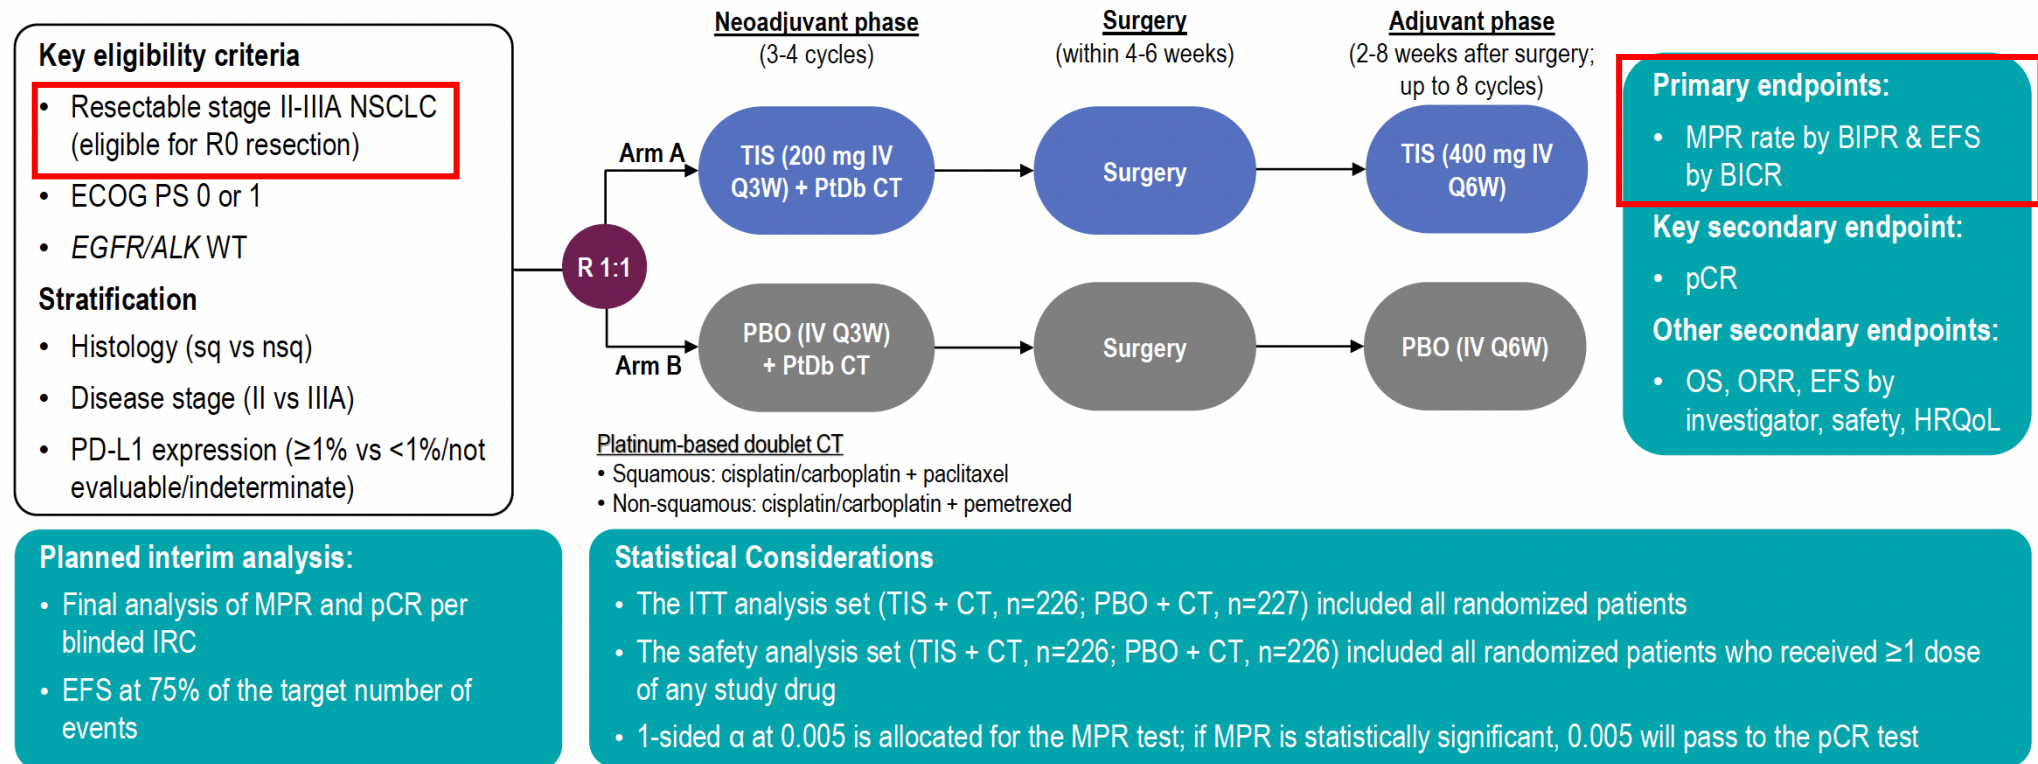 Key eligibility criteria
• Resectable stage II-IIIA NSCLC
(eligible for R0 resection)
• ECOG PS 0 or 1
• EGFR/ALK WT
Stratification
• Histology (sq vs nsq)
• Disease stage (II vs IIIA)
• PD-L1 expression (≥1% vs <1%/not
evaluable/indeterminate)
R 1:1
Neoadjuvant phase
(3-4 cycles)
Surgery
(within 4-6 weeks)
Adjuvant phase
(2-8 weeks after surgery;
up to 8 cycles)
Arm A
TIS (200 mg IV
Q3W) + PtDb CT
Surgery
TIS (400 mg IV
Q6W)
Arm B
PBO (IV Q3W)
+ PtDb CT
Surgery
PBO (IV Q6W)
Platinum-based doublet CT
• Squamous: cisplatin/carboplatin + paclitaxel
• Non-squamous: cisplatin/carboplatin + pemetrexed
Primary endpoints:
• MPR rate by BIPR & EFS
by BICR
Key secondary endpoint:
• pCR
Other secondary endpoints:
• OS, ORR, EFS by
investigator, safety, HRQoL
Planned interim analysis:
• Final analysis of MPR and pCR per
blinded IRC
• EFS at 75% of the target number of
events
Statistical Considerations
• The ITT analysis set (TIS + CT, n=226; PBO + CT, n=227) included all randomized patients
• The safety analysis set (TIS + CT, n=226; PBO + CT, n=226) included all randomized patients who received ≥1 dose
of any study drug
• 1-sided α at 0.005 is allocated for the MPR test; if MPR is statistically significant, 0.005 will pass to the pCR test